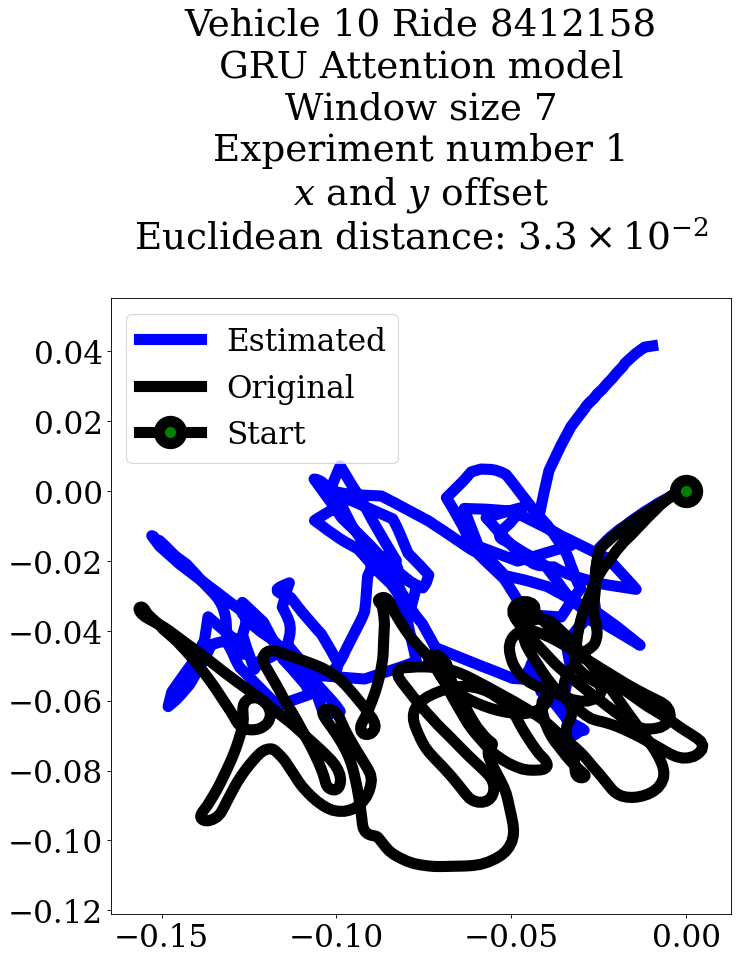 Vehicle 10 Ride 8412158
GRU Attention model
Window size 7
Experiment number 1
x and y offset
Euclidean distance: 3.3 × 10⁻²
Estimated
Original
Start
0.04
0.02
0.00
−0.02
−0.04
−0.06
−0.08
−0.10
−0.12
−0.15 −0.10 −0.05 0.00